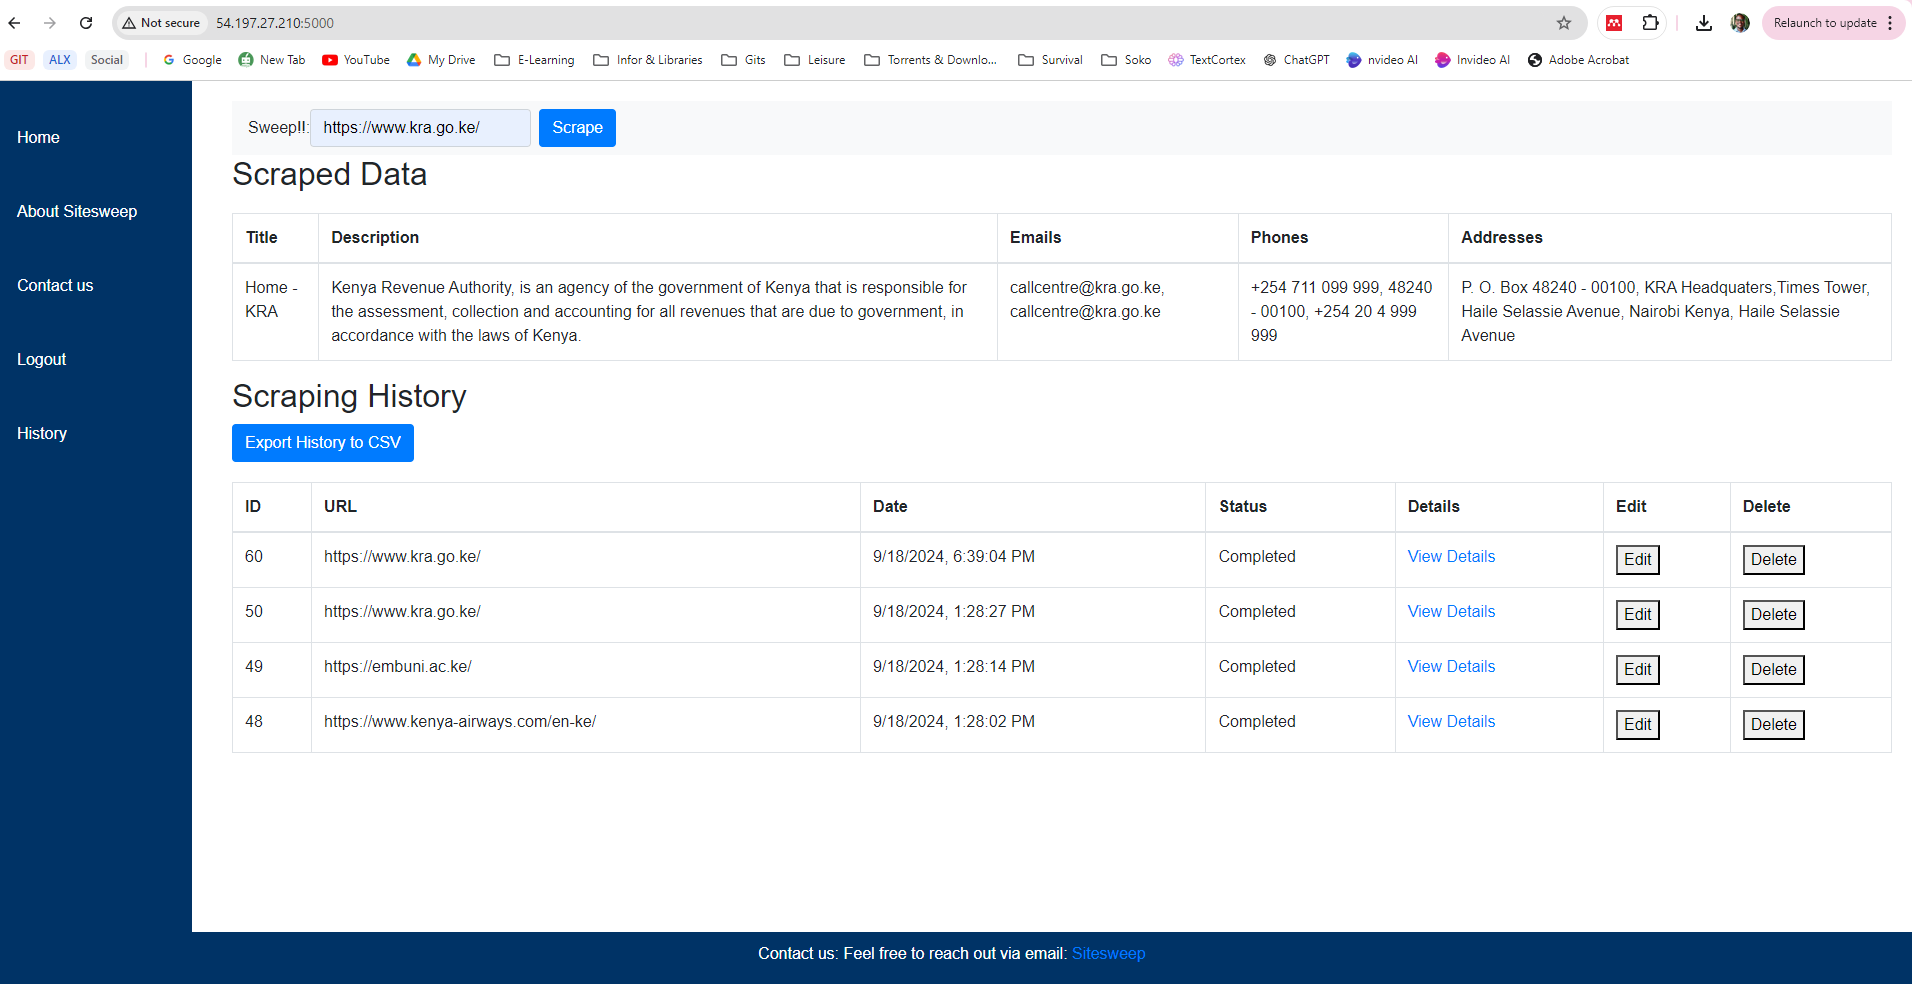 Not secure 54.197.27.210:5000 Relaunch to update
GIT ALX Social Google New Tab YouTube My Drive E-Learning Infor & Libraries Gits Leisure Torrents & Downlo... Survival Soko TextCortex ChatGPT nvideo AI Invideo AI Adobe Acrobat
Home
About Sitesweep
Contact us
Logout
History
Sweep!!: https://www.kra.go.ke/ Scrape
Scraped Data
Title Description Emails Phones Addresses
Home - Kenya Revenue Authority, is an agency of the government of Kenya that is responsible for callcentre@kra.go.ke, +254 711 099 999, 48240 P. O. Box 48240 - 00100, KRA Headquaters,Times Tower,
KRA the assessment, collection and accounting for all revenues that are due to government, in callcentre@kra.go.ke - 00100, +254 20 4 999 Haile Selassie Avenue, Nairobi Kenya, Haile Selassie
accordance with the laws of Kenya. 999 Avenue
Scraping History
Export History to CSV
ID URL Date Status Details Edit Delete
60 https://www.kra.go.ke/ 9/18/2024, 6:39:04 PM Completed View Details Edit Delete
50 https://www.kra.go.ke/ 9/18/2024, 1:28:27 PM Completed View Details Edit Delete
49 https://embuni.ac.ke/ 9/18/2024, 1:28:14 PM Completed View Details Edit Delete
48 https://www.kenya-airways.com/en-ke/ 9/18/2024, 1:28:02 PM Completed View Details Edit Delete
Contact us: Feel free to reach out via email: Sitesweep